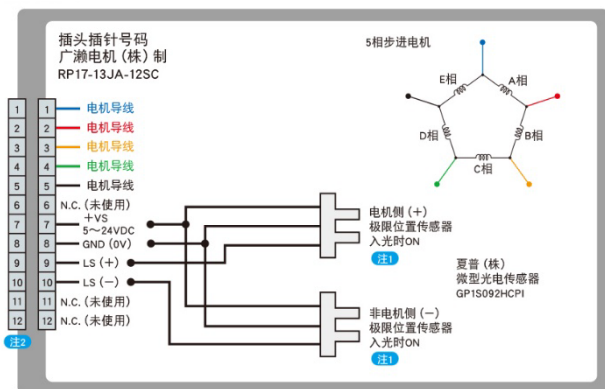 插头插针号码
广濑电机（株）制
RP17-13JA-12SC
5相步进电机
E相
A相
D相
B相
C相
1 1 电机导线
2 2 电机导线
3 3 电机导线
4 4 电机导线
5 5 电机导线
6 6 N.C.（未使用）
7 7 +VS
5～24VDC
8 8 GND（0V）
9 9 LS（+）
10 10 LS（−）
11 11 N.C.（未使用）
12 12 N.C.（未使用）
注2
电机侧（+）
极限位置传感器
入光时ON
注1
夏普（株）
微型光电传感器
GP1S092HCPI
非电机侧（−）
极限位置传感器
入光时ON
注1